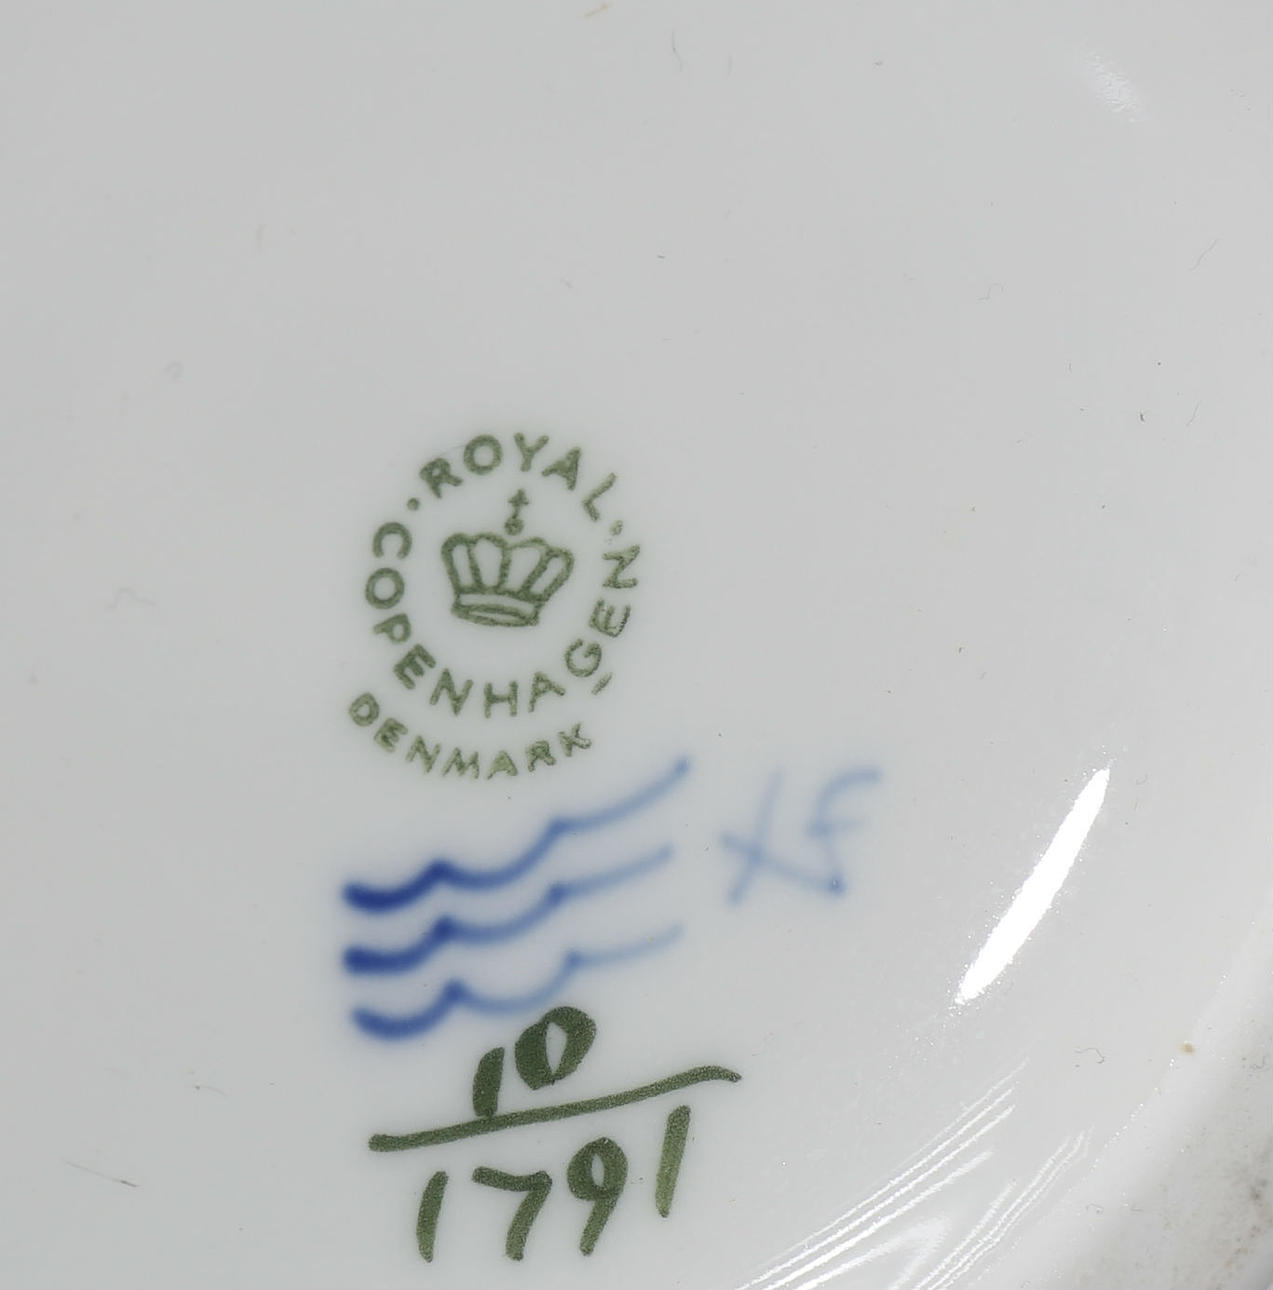 · ROYAL ·
COPENHAGEN
DENMARK
10
1791